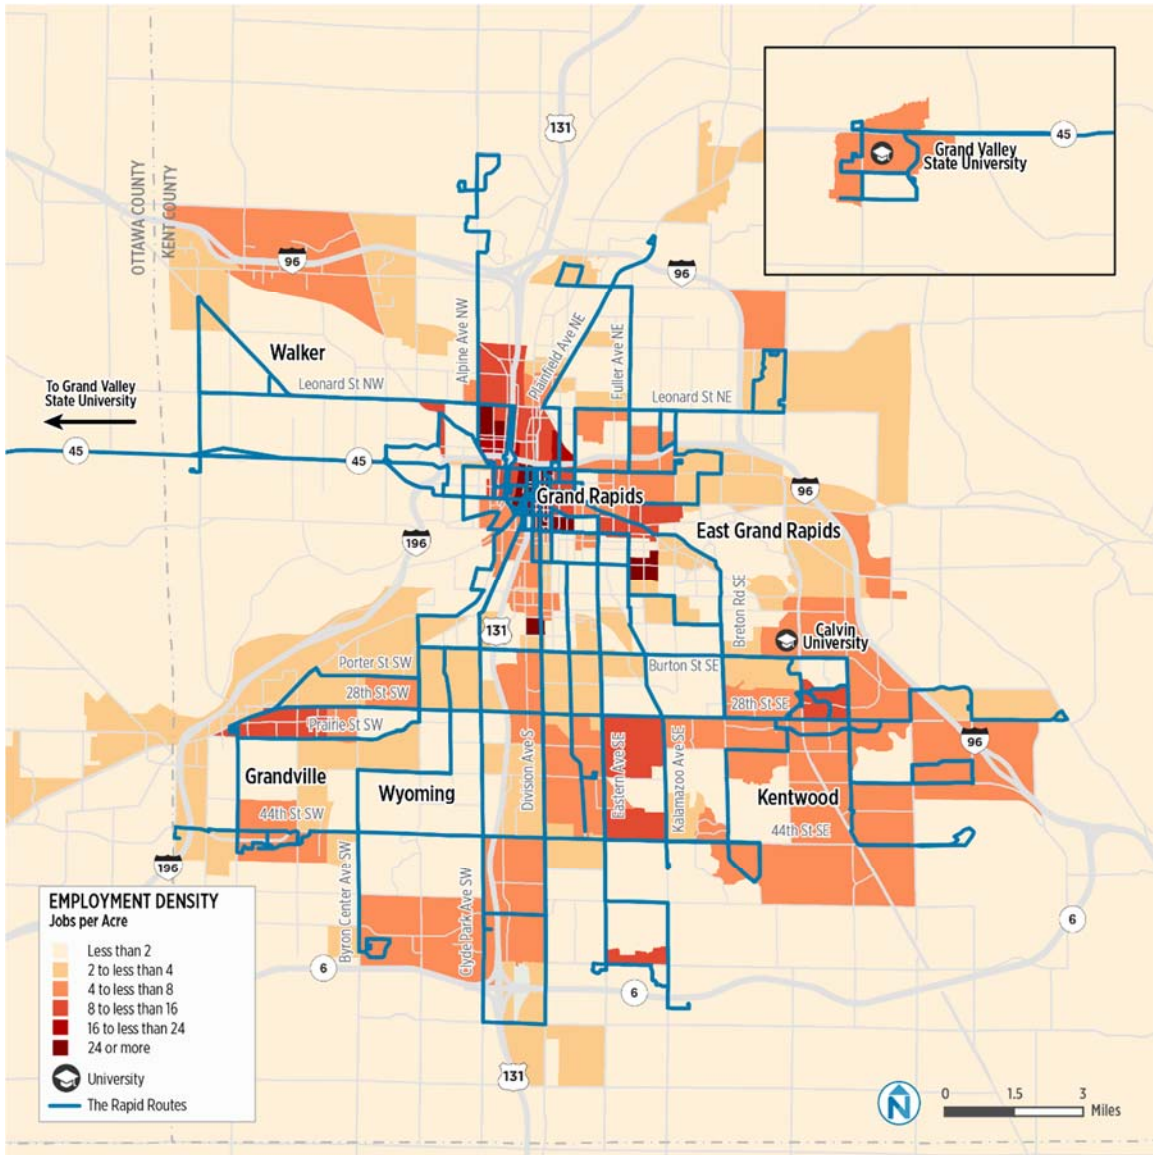 131
45
Grand Valley
State University
OTTAWA COUNTY
KENT COUNTY
96
96
Alpine Ave NW
Plainfield Ave NE
Fuller Ave NE
Walker
Leonard St NW
Leonard St NE
To Grand Valley
State University
45
45
Grand Rapids
96
East Grand Rapids
196
Breton Rd SE
131
Calvin
University
Porter St SW
Burton St SE
28th St SW
28th St SE
Prairie St SW
Division Ave S
Eastern Ave SE
Kalamazoo Ave SE
96
Grandville
Wyoming
Kentwood
44th St SW
44th St SE
196
Byron Center Ave SW
Clyde Park Ave SW
6
6
6
131
EMPLOYMENT DENSITY
Jobs per Acre
Less than 2
2 to less than 4
4 to less than 8
8 to less than 16
16 to less than 24
24 or more
University
The Rapid Routes
N
0 1.5 3
Miles